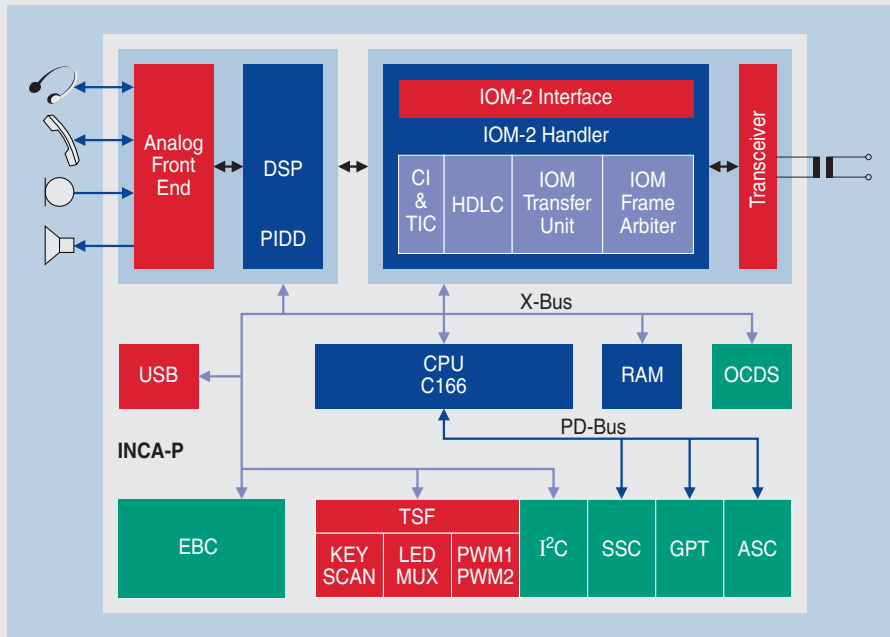 IOM-2 Interface
IOM-2 Handler
Analog
Front
End
DSP
PIDD
CI
&
TIC
HDLC
IOM
Transfer
Unit
IOM
Frame
Arbiter
Transceiver
X-Bus
USB
CPU
C166
RAM
OCDS
PD-Bus
INCA-P
EBC
TSF
KEY
SCAN
LED
MUX
PWM1
PWM2
I²C
SSC
GPT
ASC